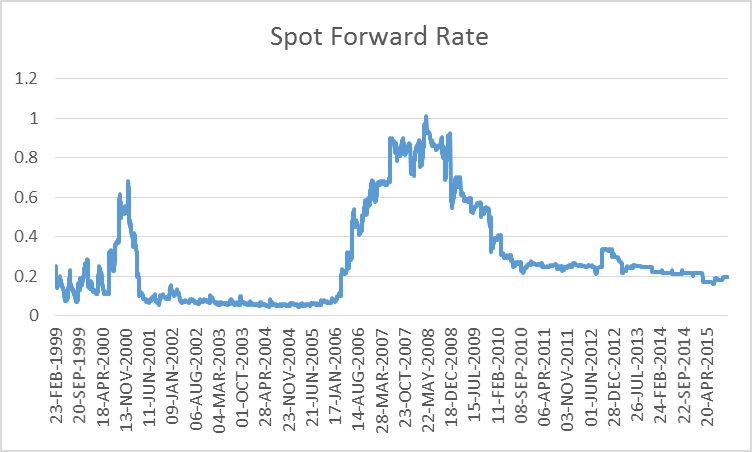 Spot Forward Rate
1.2
1
0.8
0.6
0.4
0.2
0
23-FEB-1999
20-SEP-1999
18-APR-2000
13-NOV-2000
11-JUN-2001
09-JAN-2002
06-AUG-2002
04-MAR-2003
01-OCT-2003
28-APR-2004
23-NOV-2004
21-JUN-2005
17-JAN-2006
14-AUG-2006
28-MAR-2007
23-OCT-2007
22-MAY-2008
18-DEC-2008
15-JUL-2009
11-FEB-2010
08-SEP-2010
06-APR-2011
03-NOV-2011
01-JUN-2012
28-DEC-2012
26-JUL-2013
24-FEB-2014
22-SEP-2014
20-APR-2015